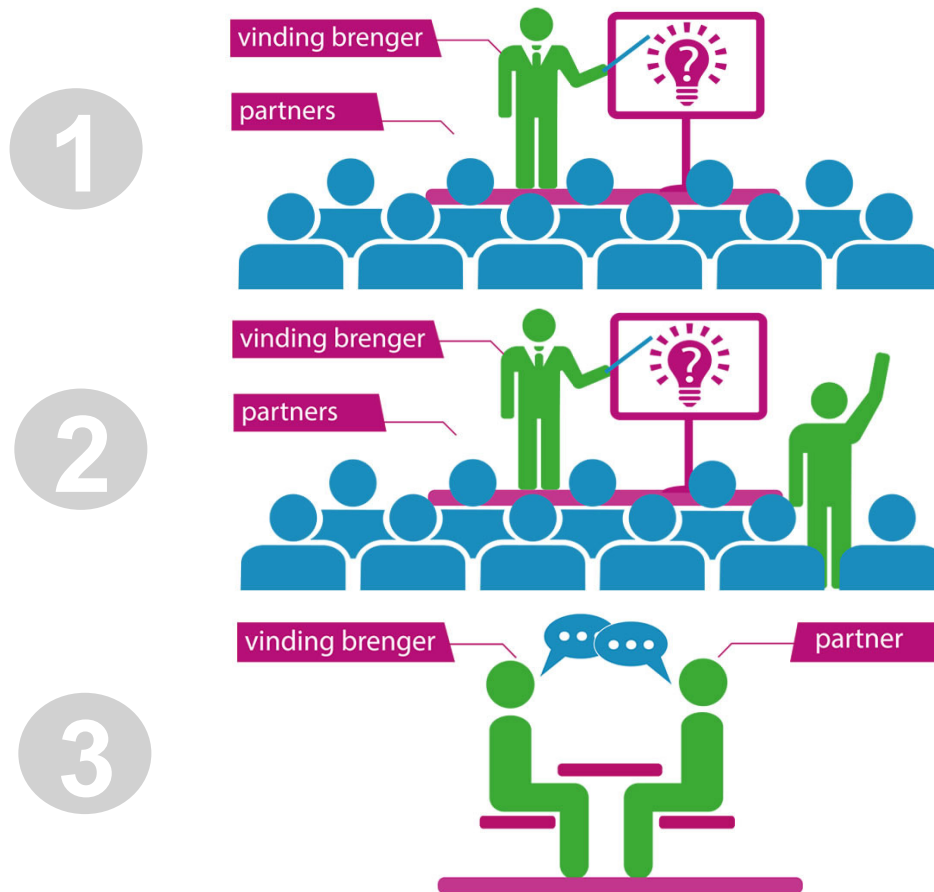 1
vinding brenger
?
partners
2
vinding brenger
?
partners
3
vinding brenger
partner